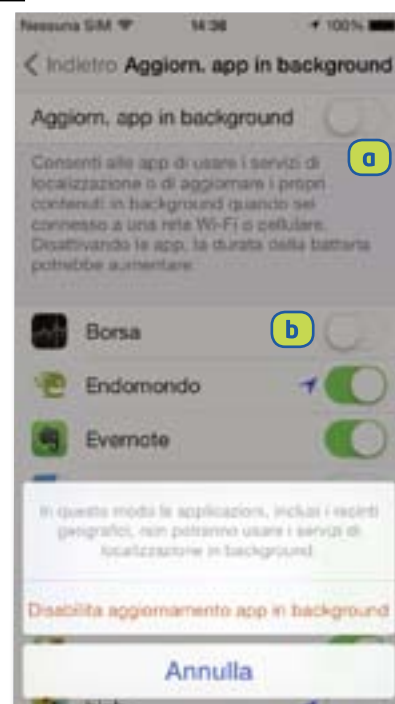 Nessuna SIM 14:36 100%
Indietro Aggiorn. app in background
Aggiorn. app in background
a
Consenti alle app di usare i servizi di
localizzazione o di aggiornare i propri
contenuti in background quando sei
connesso a una rete Wi-Fi o cellulare.
Disattivando le app, la durata della batteria
potrebbe aumentare.
Borsa
b
Endomondo
Evernote
In questo modo le applicazioni, inclusi i recinti
geografici, non potranno usare i servizi di
localizzazione in background.
Disabilita aggiornamento app in background
Annulla